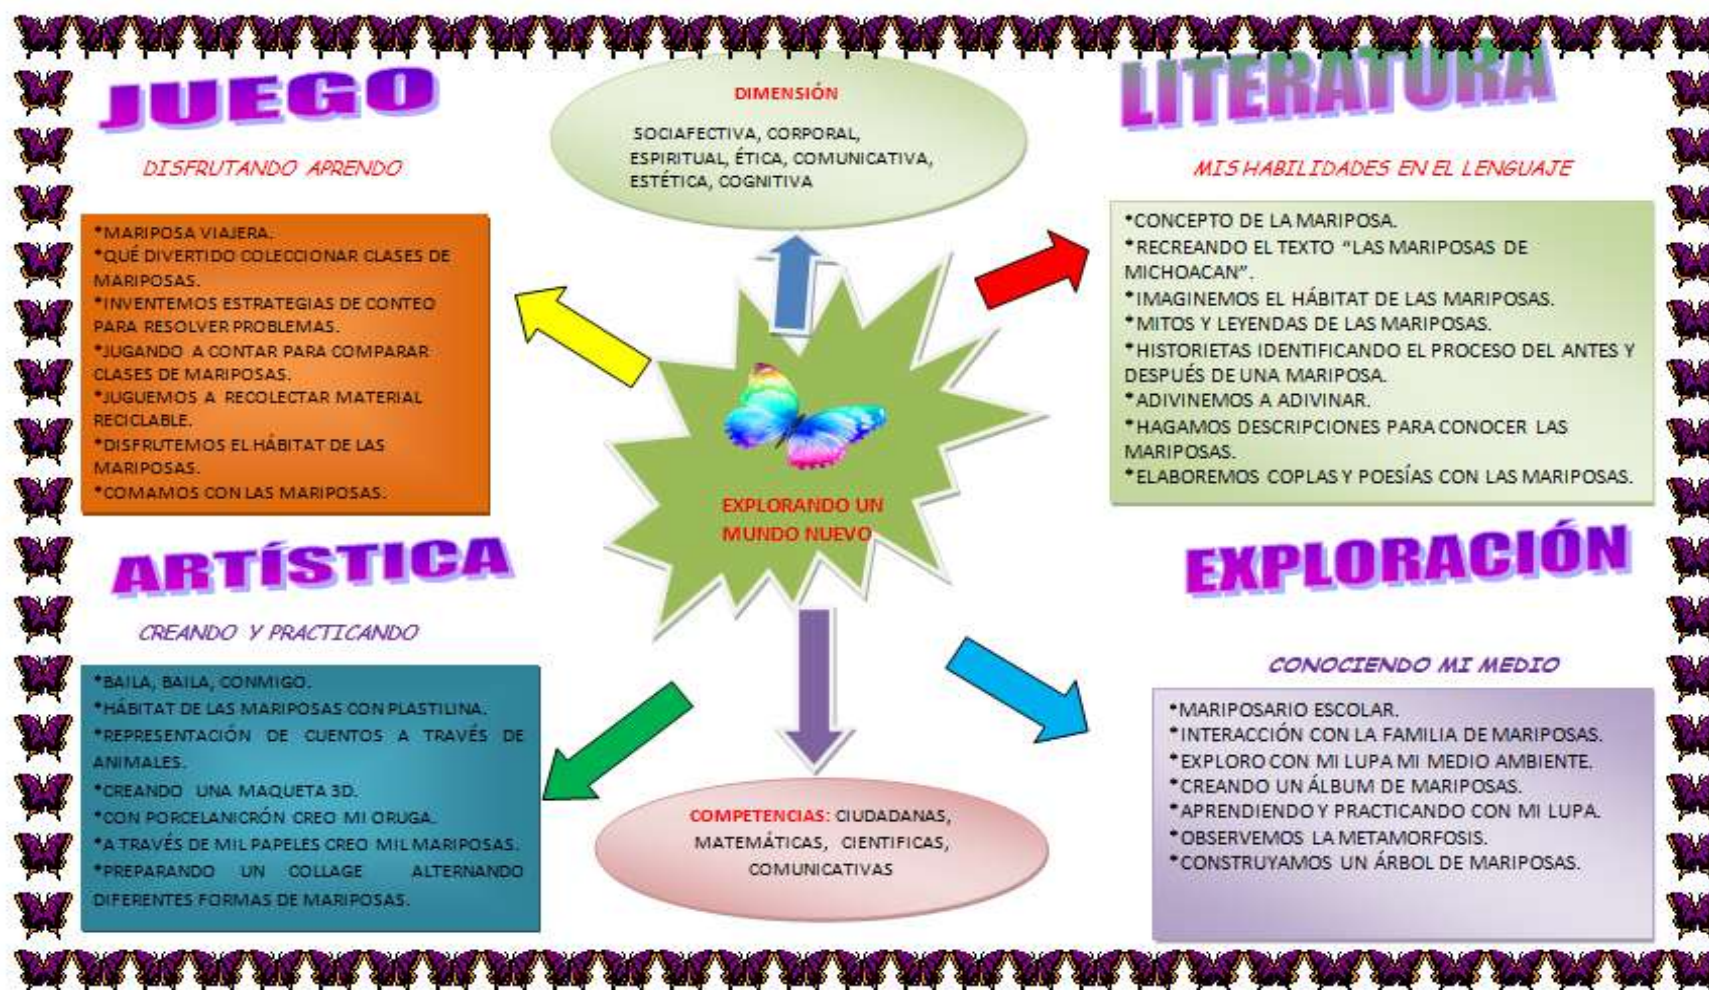 JUEGO
DISFRUTANDO APRENDO
*MARIPOSA VIAJERA.
*QUÉ DIVERTIDO COLECCIONAR CLASES DE
MARIPOSAS.
*INVENTEMOS ESTRATEGIAS DE CONTEO
PARA RESOLVER PROBLEMAS.
*JUGANDO A CONTAR PARA COMPARAR
CLASES DE MARIPOSAS.
*JUGUEMOS A RECOLECTAR MATERIAL
RECICLABLE.
*DISFRUTEMOS EL HÁBITAT DE LAS
MARIPOSAS.
*COMAMOS CON LAS MARIPOSAS.
DIMENSIÓN
SOCIAFECTIVA, CORPORAL,
ESPIRITUAL, ÉTICA, COMUNICATIVA,
ESTÉTICA, COGNITIVA
LITERATURA
MIS HABILIDADES EN EL LENGUAJE
*CONCEPTO DE LA MARIPOSA.
*RECREANDO EL TEXTO “LAS MARIPOSAS DE
MICHOACAN”.
*IMAGINEMOS EL HÁBITAT DE LAS MARIPOSAS.
*MITOS Y LEYENDAS DE LAS MARIPOSAS.
*HISTORIETAS IDENTIFICANDO EL PROCESO DEL ANTES Y
DESPUÉS DE UNA MARIPOSA.
*ADIVINEMOS A ADIVINAR.
*HAGAMOS DESCRIPCIONES PARA CONOCER LAS
MARIPOSAS.
*ELABOREMOS COPLAS Y POESÍAS CON LAS MARIPOSAS.
EXPLORANDO UN
MUNDO NUEVO
ARTÍSTICA
CREANDO Y PRACTICANDO
*BAILA, BAILA, CONMIGO.
*HÁBITAT DE LAS MARIPOSAS CON PLASTILINA.
*REPRESENTACIÓN DE CUENTOS A TRAVÉS DE
ANIMALES.
*CREANDO UNA MAQUETA 3D.
*CON PORCELANICRÓN CREO MI ORUGA.
*A TRAVÉS DE MIL PAPELES CREO MIL MARIPOSAS.
*PREPARANDO UN COLLAGE ALTERNANDO
DIFERENTES FORMAS DE MARIPOSAS.
COMPETENCIAS: CIUDADANAS,
MATEMÁTICAS, CIENTIFICAS,
COMUNICATIVAS
EXPLORACIÓN
CONOCIENDO MI MEDIO
*MARIPOSARIO ESCOLAR.
*INTERACCIÓN CON LA FAMILIA DE MARIPOSAS.
*EXPLORO CON MI LUPA MI MEDIO AMBIENTE.
*CREANDO UN ÁLBUM DE MARIPOSAS.
*APRENDIENDO Y PRACTICANDO CON MI LUPA.
*OBSERVEMOS LA METAMORFOSIS.
*CONSTRUYAMOS UN ÁRBOL DE MARIPOSAS.